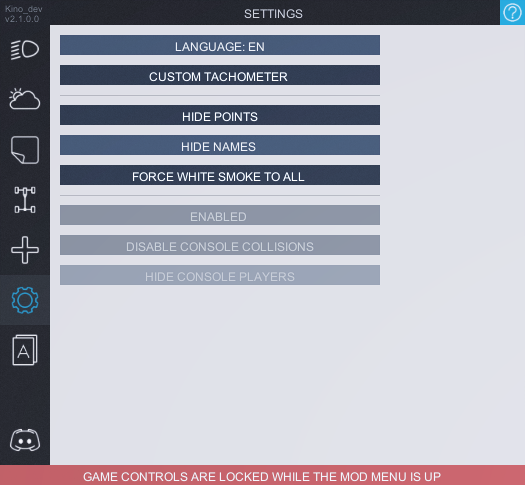 Kino_dev
v2.1.0.0
SETTINGS
?
LANGUAGE: EN
CUSTOM TACHOMETER
HIDE POINTS
HIDE NAMES
FORCE WHITE SMOKE TO ALL
ENABLED
DISABLE CONSOLE COLLISIONS
HIDE CONSOLE PLAYERS
A
GAME CONTROLS ARE LOCKED WHILE THE MOD MENU IS UP